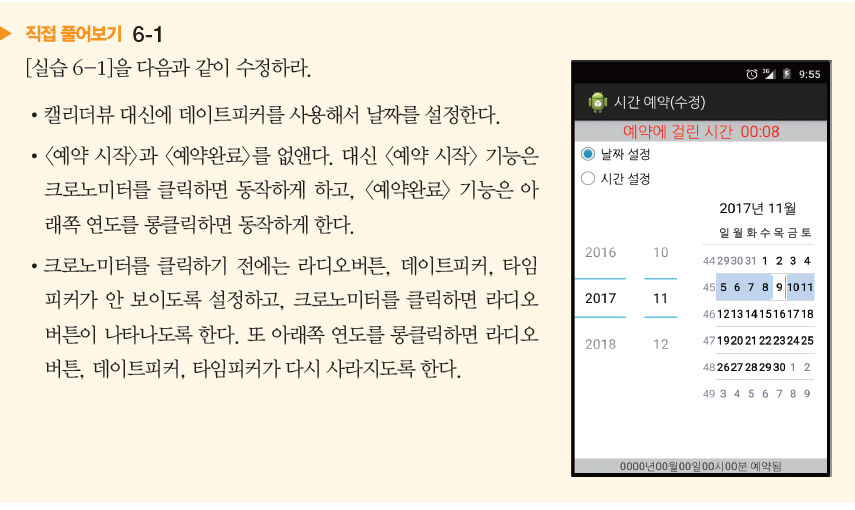 ▶ 직접 풀어보기 6-1
[실습 6-1]을 다음과 같이 수정하라.
• 캘리더뷰 대신에 데이트피커를 사용해서 날짜를 설정한다.
• 〈예약 시작〉과 〈예약완료〉를 없앤다. 대신 〈예약 시작〉 기능은
크로노미터를 클릭하면 동작하게 하고, 〈예약완료〉 기능은 아
래쪽 연도를 롱클릭하면 동작하게 한다.
• 크로노미터를 클릭하기 전에는 라디오버튼, 데이트피커, 타임
피커가 안 보이도록 설정하고, 크로노미터를 클릭하면 라디오
버튼이 나타나도록 한다. 또 아래쪽 연도를 롱클릭하면 라디오
버튼, 데이트피커, 타임피커가 다시 사라지도록 한다.
3G 9:55
시간 예약(수정)
예약에 걸린 시간 00:08
날짜 설정
시간 설정
2017년 11월
일 월 화 수 목 금 토
2016 10
2017 11
2018 12
44 29 30 31 1 2 3 4
45 5 6 7 8 9 10 11
46 12 13 14 15 16 17 18
47 19 20 21 22 23 24 25
48 26 27 28 29 30 1 2
49 3 4 5 6 7 8 9
0000년00월00일00시00분 예약됨